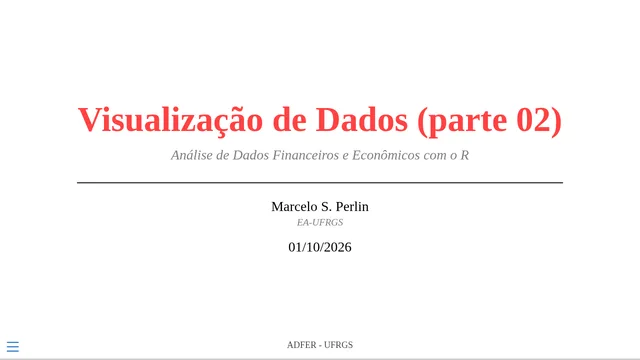 Visualização de Dados (parte 02)
Análise de Dados Financeiros e Econômicos com o R
Marcelo S. Perlin
EA-UFRGS
01/10/2026
ADFER - UFRGS